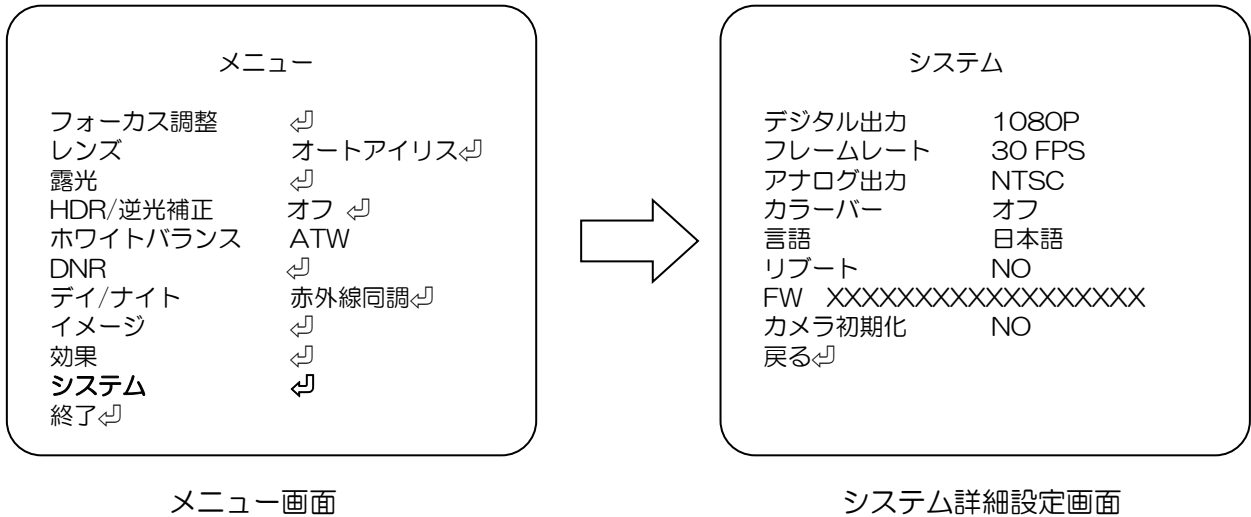 メニュー
フォーカス調整 ⏎
レンズ オートアイリス⏎
露光 ⏎
HDR/逆光補正 オフ ⏎
ホワイトバランス ATW
DNR ⏎
デイ/ナイト 赤外線同調⏎
イメージ ⏎
効果 ⏎
システム ⏎
終了⏎
メニュー画面
システム
デジタル出力 1080P
フレームレート 30 FPS
アナログ出力 NTSC
カラーバー オフ
言語 日本語
リブート NO
FW XXXXXXXXXXXXXXXXXX
カメラ初期化 NO
戻る⏎
システム詳細設定画面